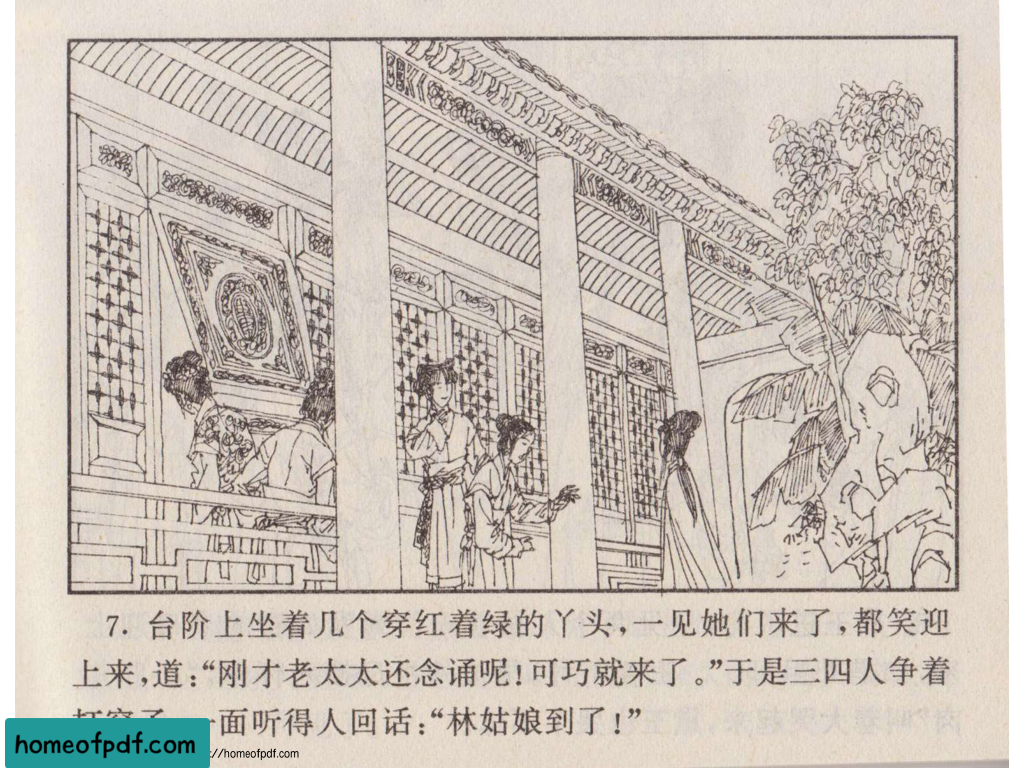 7. 台阶上坐着几个穿红着绿的丫头，一见她们来了，都笑迎
上来，道：“刚才老太太还念诵呢！可巧就来了。”于是三四人争着
一面听得人回话：“林姑娘到了！”
homeofpdf.com
://homeofpdf.com